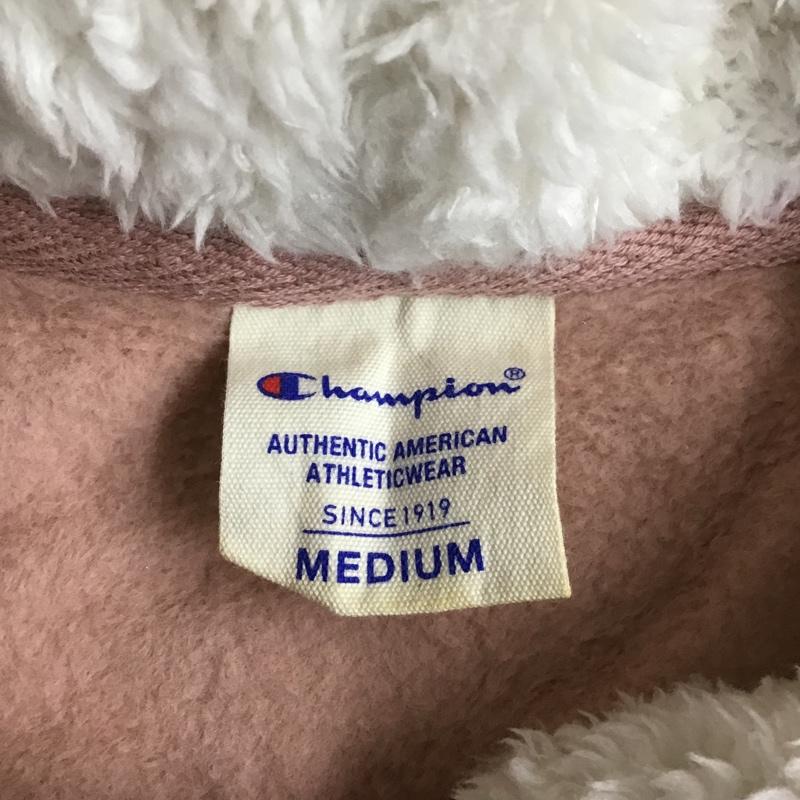 Champion®
AUTHENTIC AMERICAN
ATHLETICWEAR
SINCE 1919
MEDIUM